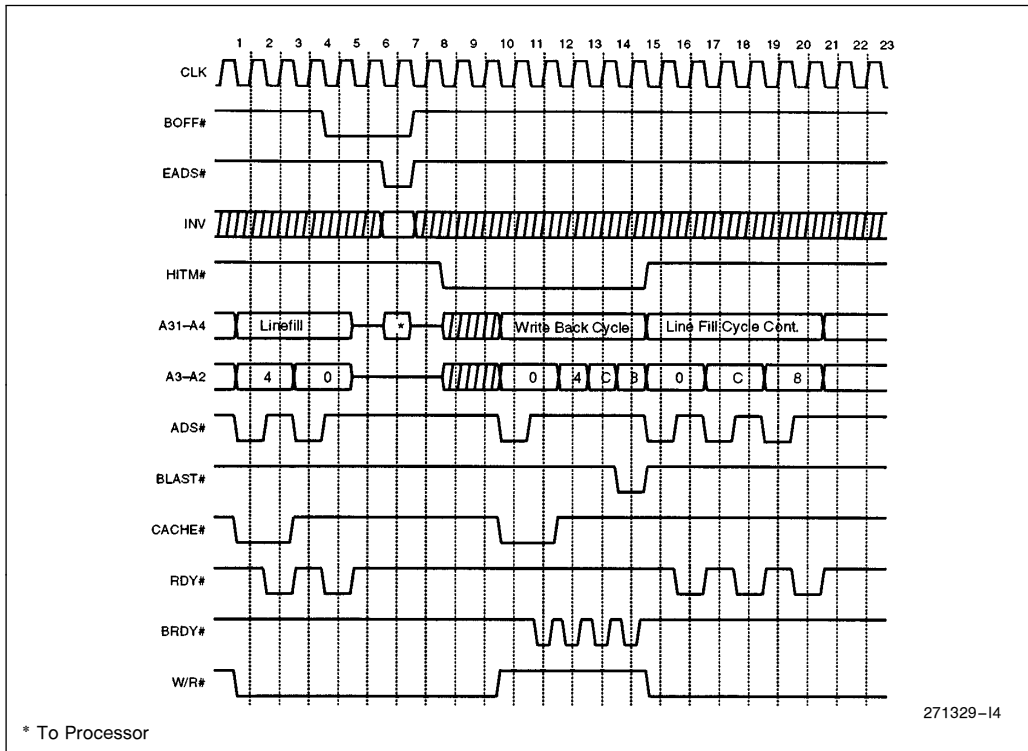 1 2 3 4 5 6 7 8 9 10 11 12 13 14 15 16 17 18 19 20 21 22 23
CLK
BOFF#
EADS#
INV
HITM#
A31–A4 Linefill * Write Back Cycle Line Fill Cycle Cont.
A3–A2 4 0 0 4 C 8 0 C 8
ADS#
BLAST#
CACHE#
RDY#
BRDY#
W/R#
271329–I4
* To Processor